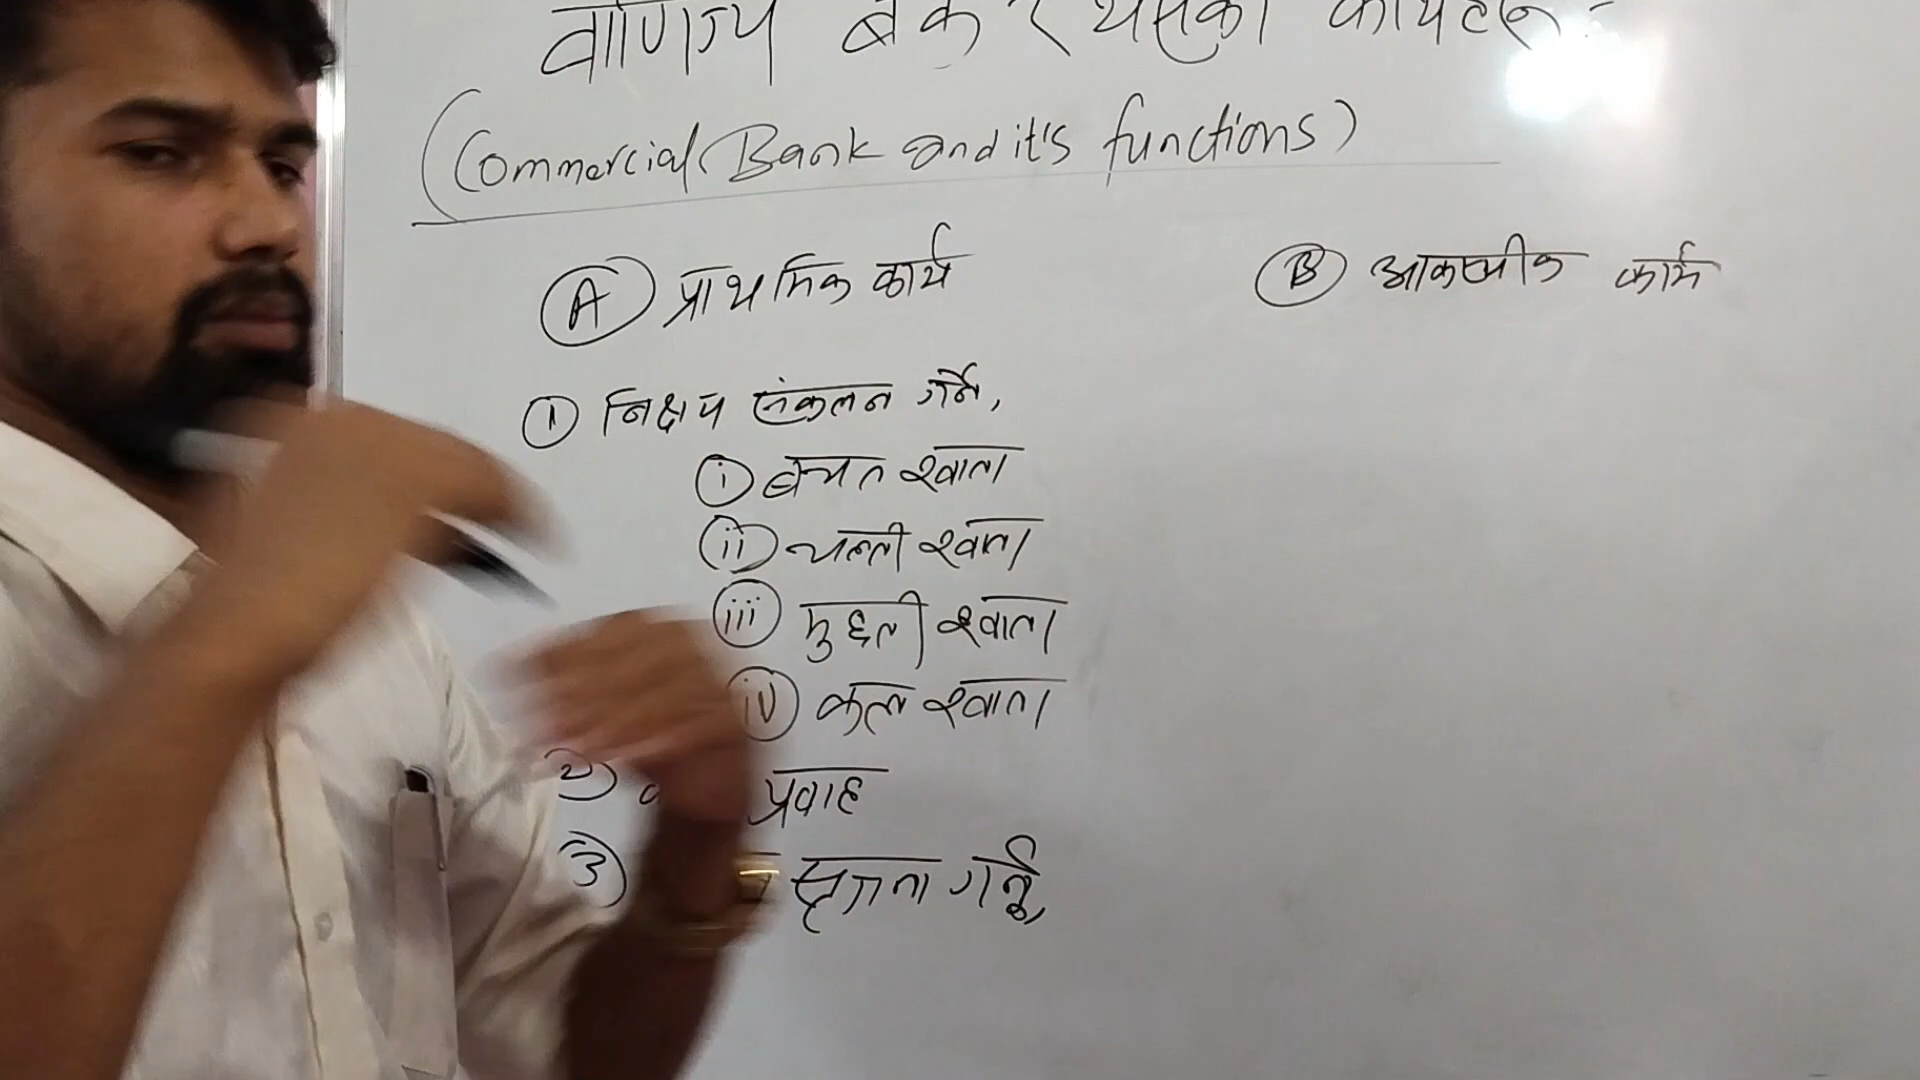 वाणिज्य बैंक र यसका कार्यहरू :-
(Commercial Bank and it's functions)
Ⓐ प्राथमिक कार्य
Ⓑ आकस्मीक कार्य
① निक्षेप संकलन गर्ने,
ⓘ बचत खाता
(ii) चल्ती खाता
(iii) मुद्दती खाता
(iv) कल खाता
② प्रवाह
③ सृजना गर्नु,